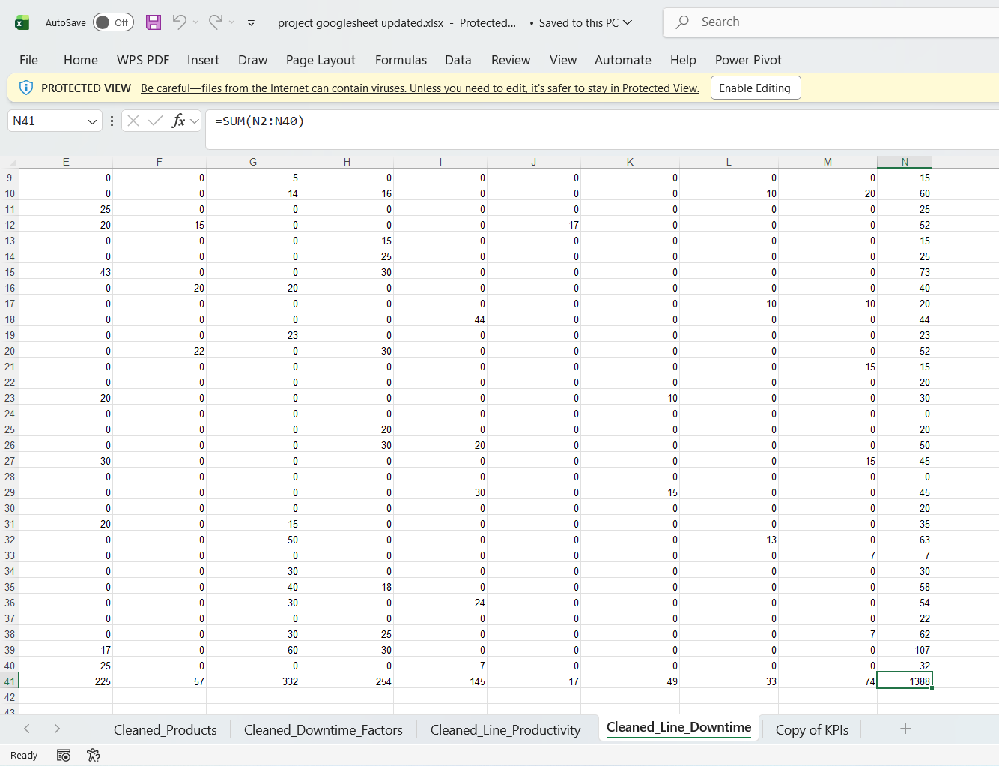 AutoSave Off project googlesheet updated.xlsx - Protected... • Saved to this PC Search
File Home WPS PDF Insert Draw Page Layout Formulas Data Review View Automate Help Power Pivot
PROTECTED VIEW Be careful—files from the Internet can contain viruses. Unless you need to edit, it's safer to stay in Protected View. Enable Editing
N41 fx =SUM(N2:N40)
E F G H I J K L M N
9 0 0 5 0 0 0 0 0 0 15
10 0 0 14 16 0 0 0 10 20 60
11 25 0 0 0 0 0 0 0 0 25
12 20 15 0 0 0 17 0 0 0 52
13 0 0 0 15 0 0 0 0 0 15
14 0 0 0 25 0 0 0 0 0 25
15 43 0 0 30 0 0 0 0 0 73
16 0 20 20 0 0 0 0 0 0 40
17 0 0 0 0 0 0 0 10 10 20
18 0 0 0 0 44 0 0 0 0 44
19 0 0 23 0 0 0 0 0 0 23
20 0 22 0 30 0 0 0 0 0 52
21 0 0 0 0 0 0 0 0 15 15
22 0 0 0 0 0 0 0 0 0 20
23 20 0 0 0 0 0 10 0 0 30
24 0 0 0 0 0 0 0 0 0 0
25 0 0 0 20 0 0 0 0 0 20
26 0 0 0 30 20 0 0 0 0 50
27 30 0 0 0 0 0 0 0 15 45
28 0 0 0 0 0 0 0 0 0 0
29 0 0 0 0 30 0 15 0 0 45
30 0 0 0 0 0 0 0 0 0 20
31 20 0 15 0 0 0 0 0 0 35
32 0 0 50 0 0 0 0 13 0 63
33 0 0 0 0 0 0 0 0 7 7
34 0 0 30 0 0 0 0 0 0 30
35 0 0 40 18 0 0 0 0 0 58
36 0 0 30 0 24 0 0 0 0 54
37 0 0 0 0 0 0 0 0 0 22
38 0 0 30 25 0 0 0 0 7 62
39 17 0 60 30 0 0 0 0 0 107
40 25 0 0 0 7 0 0 0 0 32
41 225 57 332 254 145 17 49 33 74 1388
42
43
Cleaned_Products Cleaned_Downtime_Factors Cleaned_Line_Productivity Cleaned_Line_Downtime Copy of KPIs
Ready